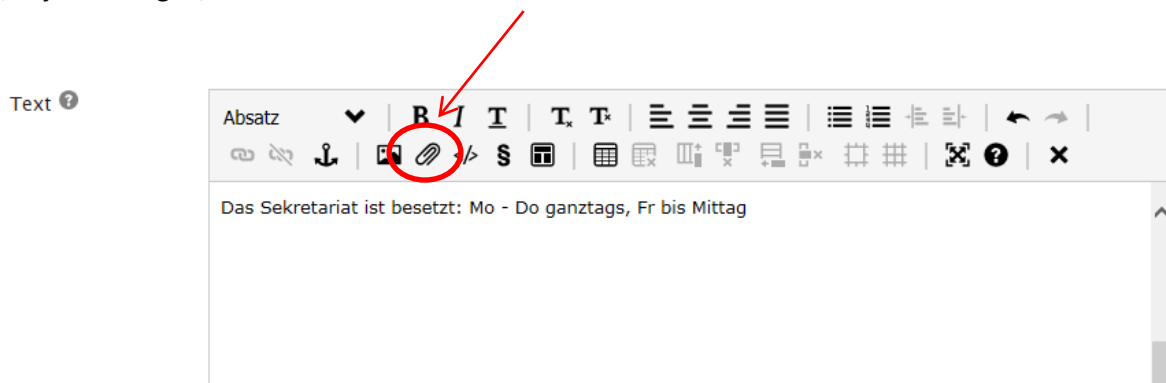 Text
Absatz
Das Sekretariat ist besetzt: Mo - Do ganztags, Fr bis Mittag